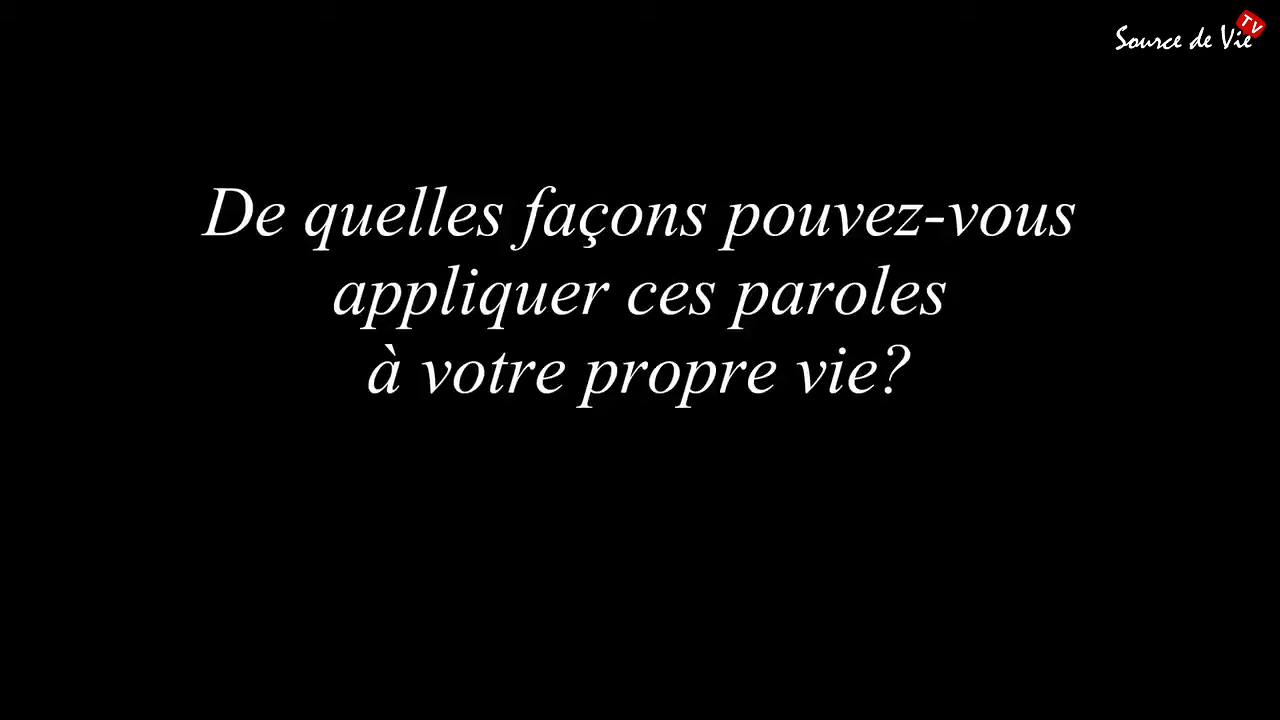 Source de Vie TV
De quelles façons pouvez-vous
appliquer ces paroles
à votre propre vie?